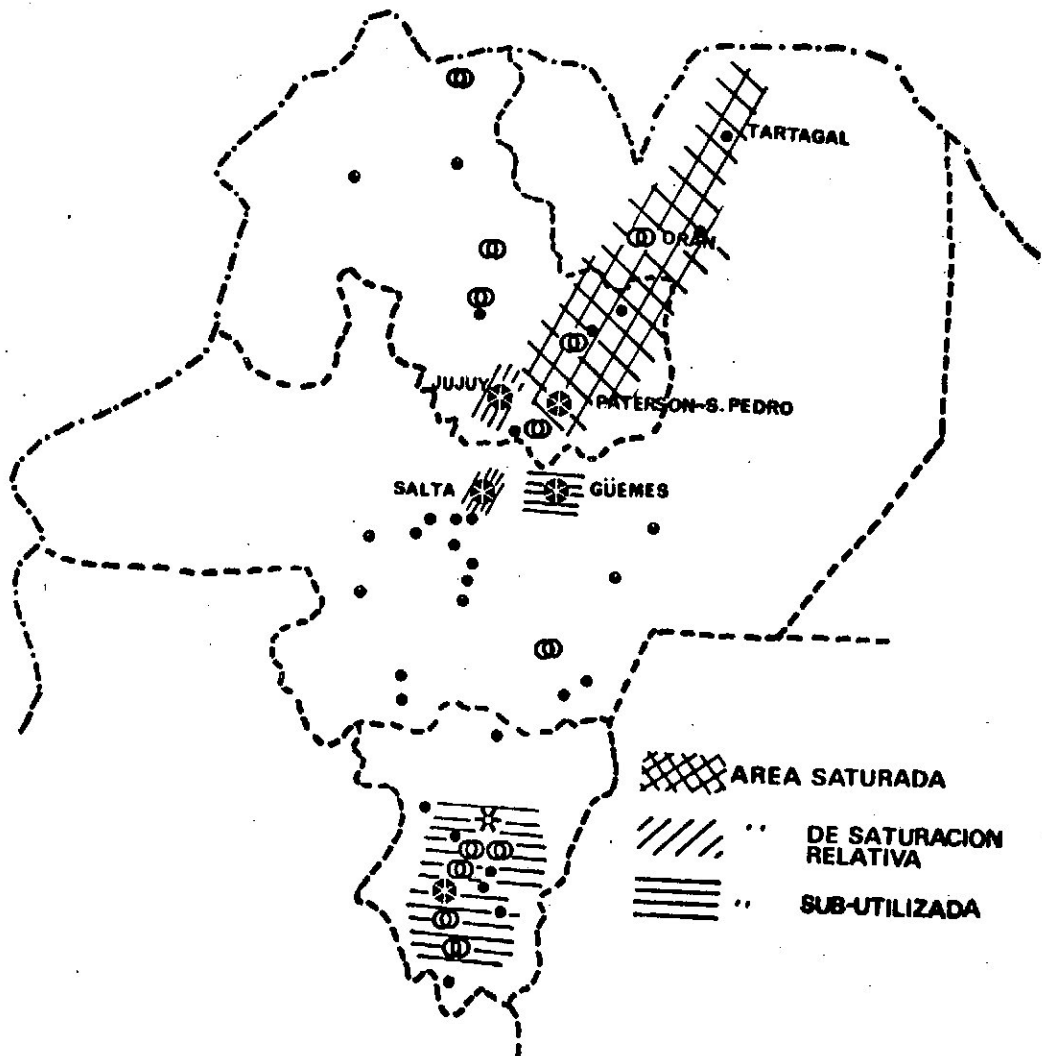 TARTAGAL
ORAN
JUJUY
PATERSON-S. PEDRO
SALTA
GÜEMES
AREA SATURADA
" DE SATURACION
RELATIVA
" SUB-UTILIZADA